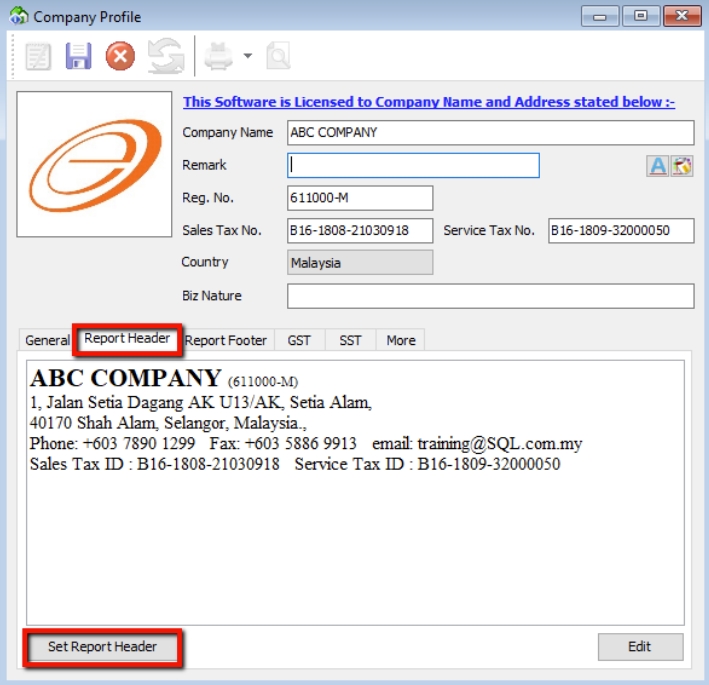 Company Profile
This Software is Licensed to Company Name and Address stated below :-
Company Name ABC COMPANY
Remark
Reg. No. 611000-M
Sales Tax No. B16-1808-21030918 Service Tax No. B16-1809-32000050
Country Malaysia
Biz Nature
General Report Header Report Footer GST SST More
ABC COMPANY (611000-M)
1, Jalan Setia Dagang AK U13/AK, Setia Alam,
40170 Shah Alam, Selangor, Malaysia.,
Phone: +603 7890 1299 Fax: +603 5886 9913 email: training@SQL.com.my
Sales Tax ID : B16-1808-21030918 Service Tax ID : B16-1809-32000050
Set Report Header Edit